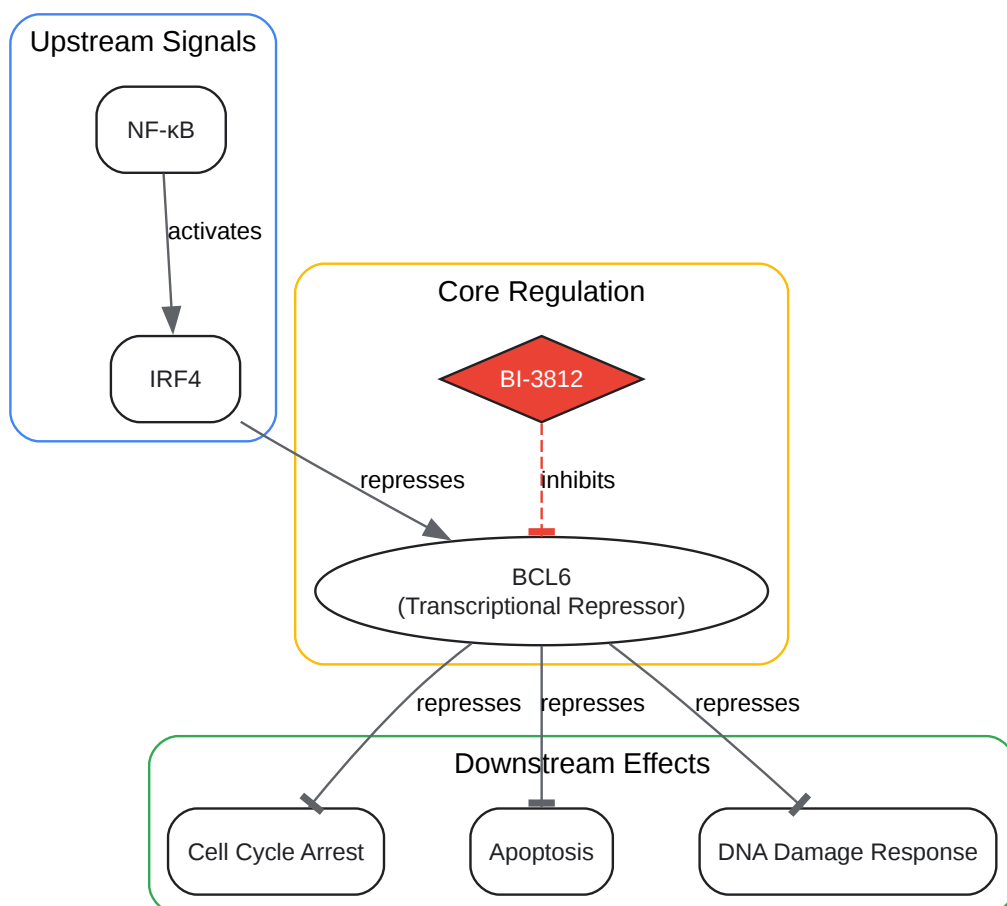 Upstream Signals
NF-κB
activates
Core Regulation
IRF4
BI-3812
represses
inhibits
BCL6
(Transcriptional Repressor)
represses
represses
represses
Downstream Effects
Cell Cycle Arrest
Apoptosis
DNA Damage Response